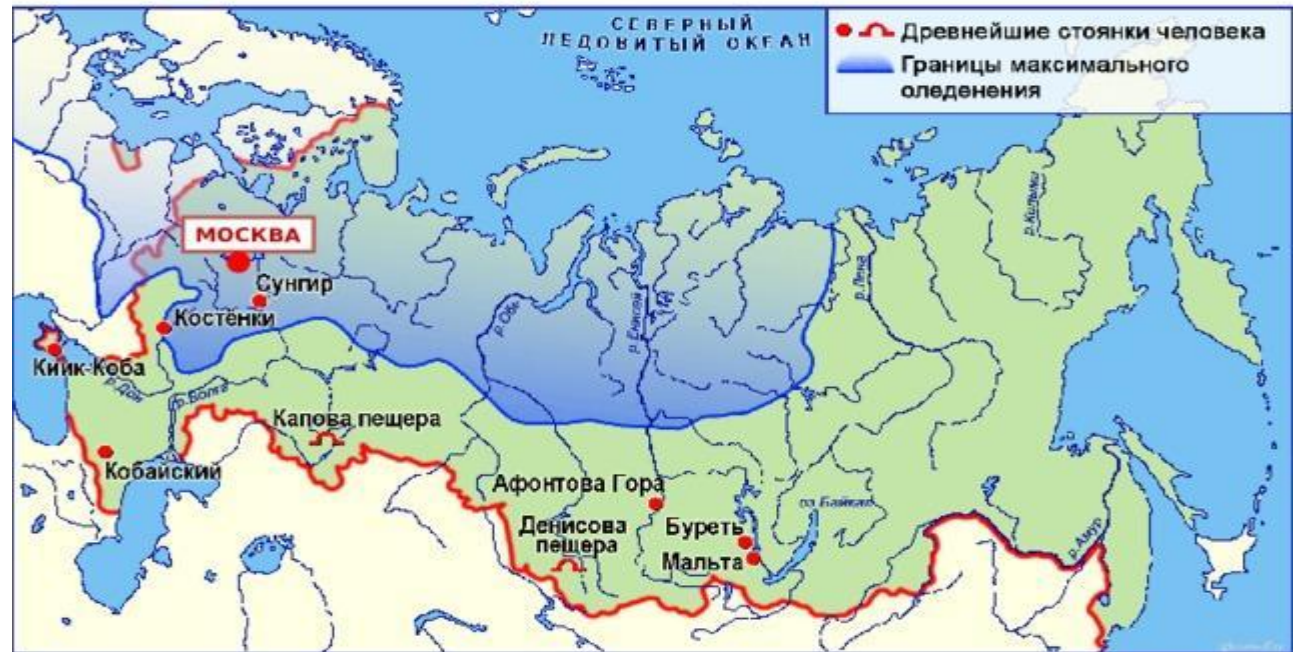 СЕВЕРНЫЙ
ЛЕДОВИТЫЙ ОКЕАН
Древнейшие стоянки человека
Границы максимального
оледенения
МОСКВА
Сунгир
Костёнки
Киик-Коба
р.Дон
р.Волга
Капова пещера
Кобайский
р.Обь
р.Енисей
р.Лена
р.Колыма
Афонтова Гора
Денисова
пещера
Буреть
Мальта
оз.Байкал
р.Амур